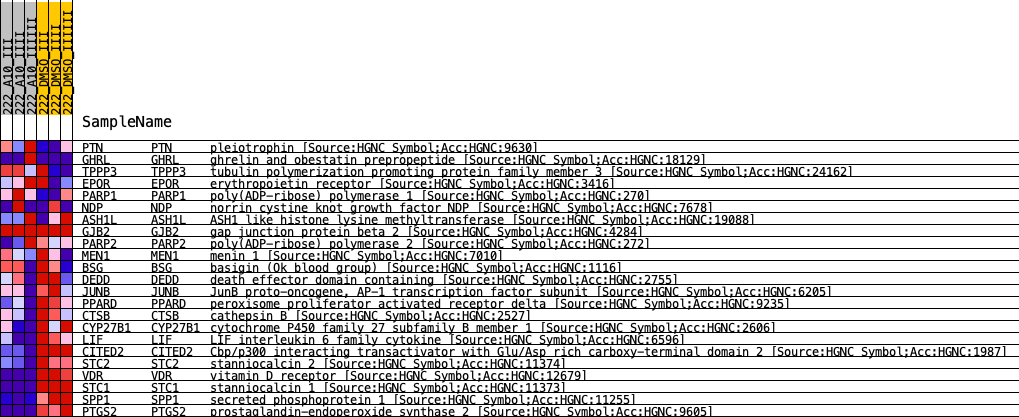 222_A10_III
222_A10_IIII
222_A10_IIIIII
222_DMSO_III
222_DMSO_IIII
222_DMSO_IIIIIII
SampleName
PTN PTN pleiotrophin [Source:HGNC Symbol;Acc:HGNC:9630]
GHRL GHRL ghrelin and obestatin prepropeptide [Source:HGNC Symbol;Acc:HGNC:18129]
TPPP3 TPPP3 tubulin polymerization promoting protein family member 3 [Source:HGNC Symbol;Acc:HGNC:24162]
EPOR EPOR erythropoietin receptor [Source:HGNC Symbol;Acc:HGNC:3416]
PARP1 PARP1 poly(ADP-ribose) polymerase 1 [Source:HGNC Symbol;Acc:HGNC:270]
NDP NDP norrin cystine knot growth factor NDP [Source:HGNC Symbol;Acc:HGNC:7678]
ASH1L ASH1L ASH1 like histone lysine methyltransferase [Source:HGNC Symbol;Acc:HGNC:19088]
GJB2 GJB2 gap junction protein beta 2 [Source:HGNC Symbol;Acc:HGNC:4284]
PARP2 PARP2 poly(ADP-ribose) polymerase 2 [Source:HGNC Symbol;Acc:HGNC:272]
MEN1 MEN1 menin 1 [Source:HGNC Symbol;Acc:HGNC:7010]
BSG BSG basigin (Ok blood group) [Source:HGNC Symbol;Acc:HGNC:1116]
DEDD DEDD death effector domain containing [Source:HGNC Symbol;Acc:HGNC:2755]
JUNB JUNB JunB proto-oncogene, AP-1 transcription factor subunit [Source:HGNC Symbol;Acc:HGNC:6205]
PPARD PPARD peroxisome proliferator activated receptor delta [Source:HGNC Symbol;Acc:HGNC:9235]
CTSB CTSB cathepsin B [Source:HGNC Symbol;Acc:HGNC:2527]
CYP27B1 CYP27B1 cytochrome P450 family 27 subfamily B member 1 [Source:HGNC Symbol;Acc:HGNC:2606]
LIF LIF LIF interleukin 6 family cytokine [Source:HGNC Symbol;Acc:HGNC:6596]
CITED2 CITED2 Cbp/p300 interacting transactivator with Glu/Asp rich carboxy-terminal domain 2 [Source:HGNC Symbol;Acc:HGNC:1987]
STC2 STC2 stanniocalcin 2 [Source:HGNC Symbol;Acc:HGNC:11374]
VDR VDR vitamin D receptor [Source:HGNC Symbol;Acc:HGNC:12679]
STC1 STC1 stanniocalcin 1 [Source:HGNC Symbol;Acc:HGNC:11373]
SPP1 SPP1 secreted phosphoprotein 1 [Source:HGNC Symbol;Acc:HGNC:11255]
PTGS2 PTGS2 prostaglandin-endoperoxide synthase 2 [Source:HGNC Symbol;Acc:HGNC:9605]